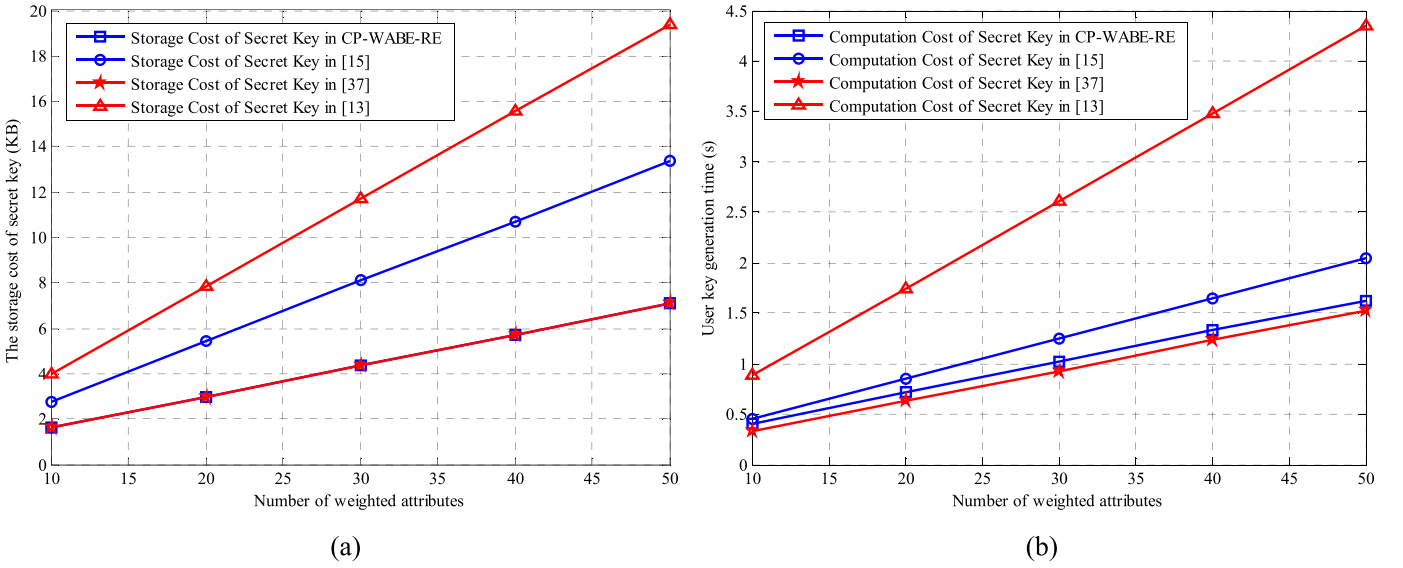 20
18
16
14
12
10
8
6
4
2
0
The storage cost of secret key (KB)
Storage Cost of Secret Key in CP-WABE-RE
Storage Cost of Secret Key in [15]
Storage Cost of Secret Key in [37]
Storage Cost of Secret Key in [13]
10 15 20 25 30 35 40 45 50
Number of weighted attributes
(a)
5
4.5
4
3.5
3
2.5
2
1.5
1
0.5
0
User key generation time (s)
Computation Cost of Secret Key in CP-WABE-RE
Computation Cost of Secret Key in [15]
Computation Cost of Secret Key in [37]
Computation Cost of Secret Key in [13]
10 15 20 25 30 35 40 45 50
Number of weighted attributes
(b)